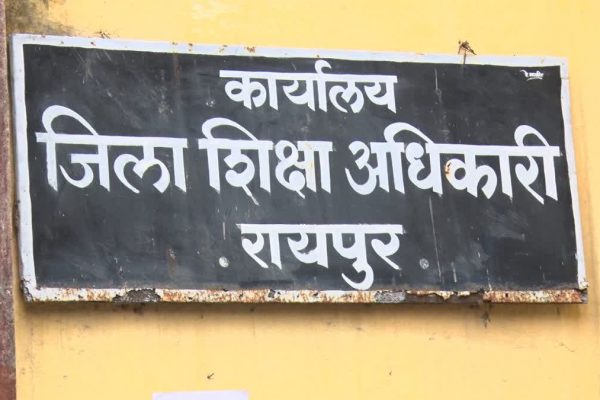 कार्यालय
जिला शिक्षा अधिकारी
रायपुर